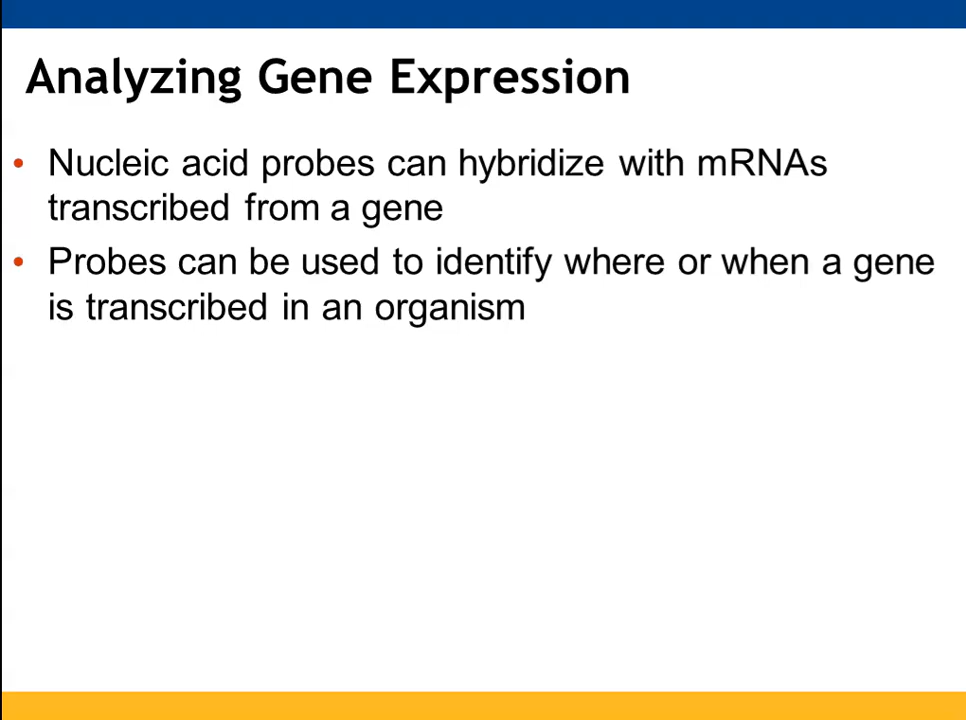 Analyzing Gene Expression
• Nucleic acid probes can hybridize with mRNAs
transcribed from a gene
• Probes can be used to identify where or when a gene
is transcribed in an organism